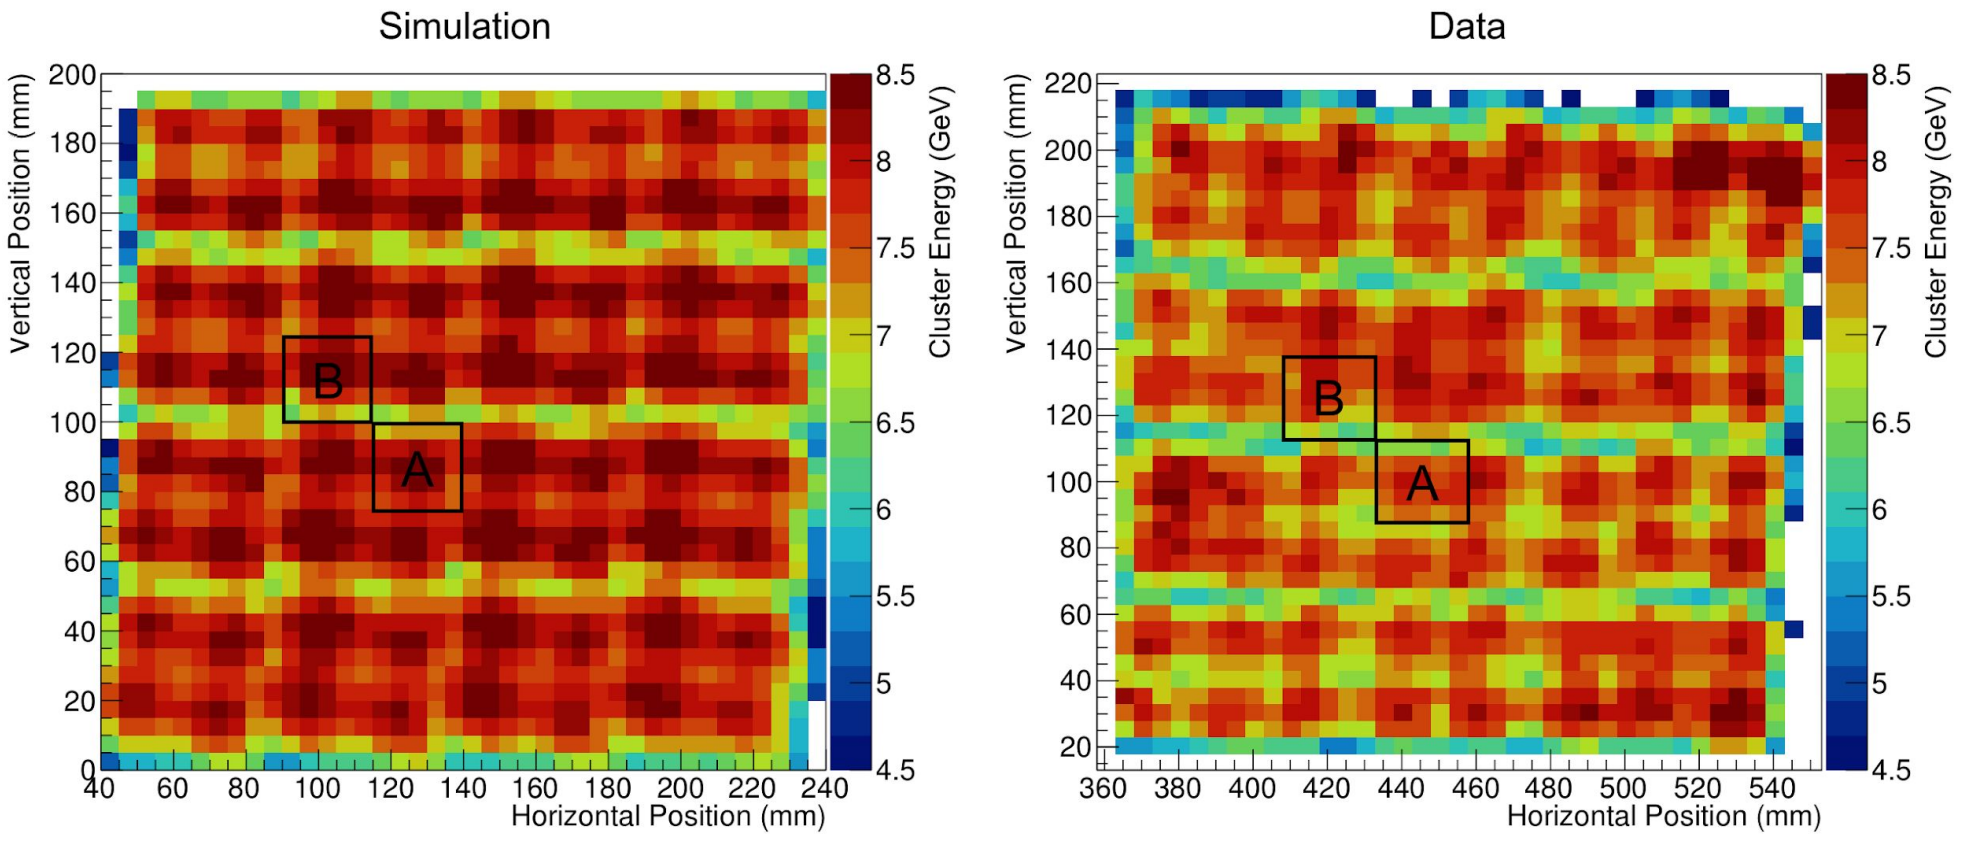 Simulation
Data
Vertical Position (mm)
200
180
160
140
120
100
80
60
40
20
0
40 60 80 100 120 140 160 180 200 220 240
Horizontal Position (mm)
B
A
8.5
8
7.5
7
6.5
6
5.5
5
4.5
Cluster Energy (GeV)
Vertical Position (mm)
220
200
180
160
140
120
100
80
60
40
20
360 380 400 420 440 460 480 500 520 540
Horizontal Position (mm)
B
A
8.5
8
7.5
7
6.5
6
5.5
5
4.5
Cluster Energy (GeV)